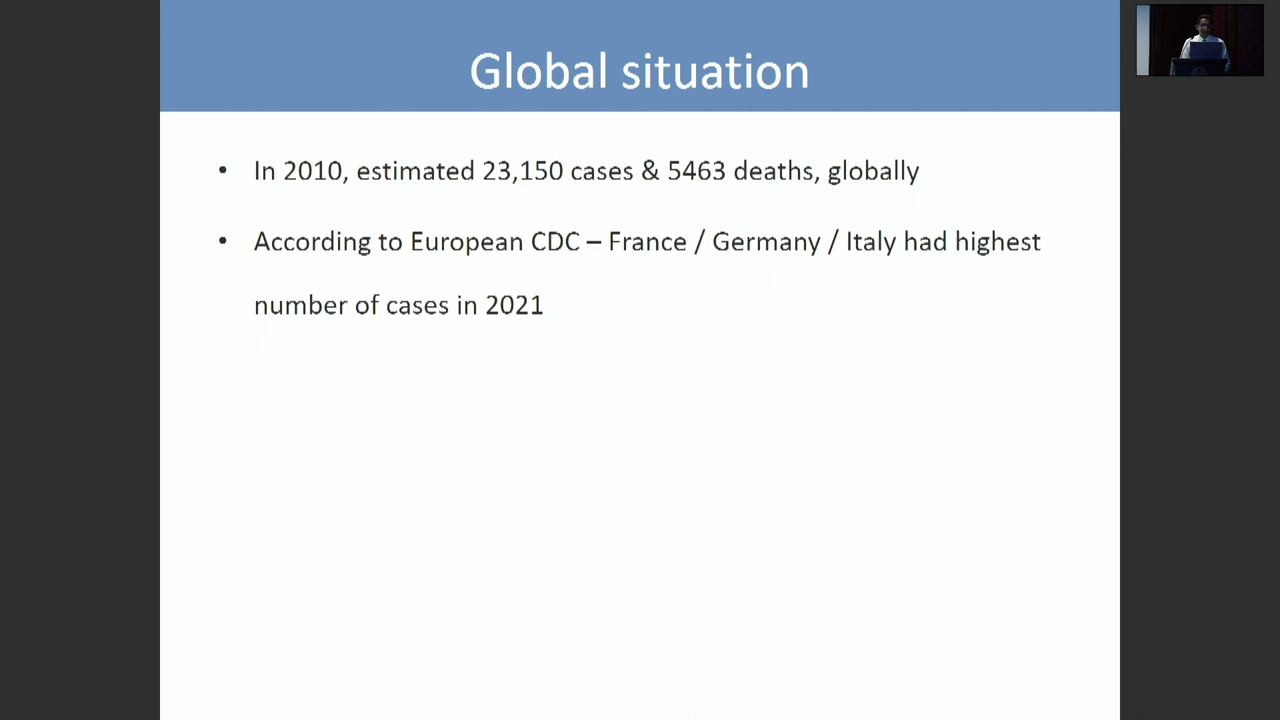 Global situation
• In 2010, estimated 23,150 cases & 5463 deaths, globally
• According to European CDC – France / Germany / Italy had highest
number of cases in 2021